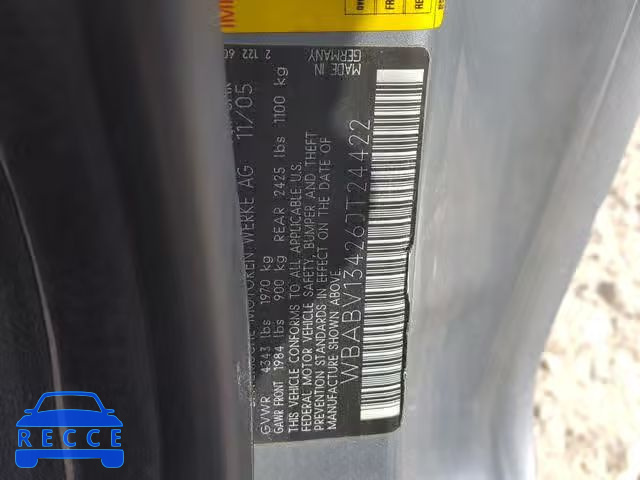 11/05
MOTOREN WERKE AG
GVWR 4343 lbs 1970 kg
GAWR FRONT 1984 lbs 900 kg REAR 2425 lbs 1100 kg
THIS VEHICLE CONFORMS TO ALL APPLICABLE U.S.
FEDERAL MOTOR VEHICLE SAFETY, BUMPER AND THEFT
PREVENTION STANDARDS IN EFFECT ON THE DATE OF
MANUFACTURE SHOWN ABOVE.
MADE IN
GERMANY
2 122
WBABV13426JT24422
RECCE